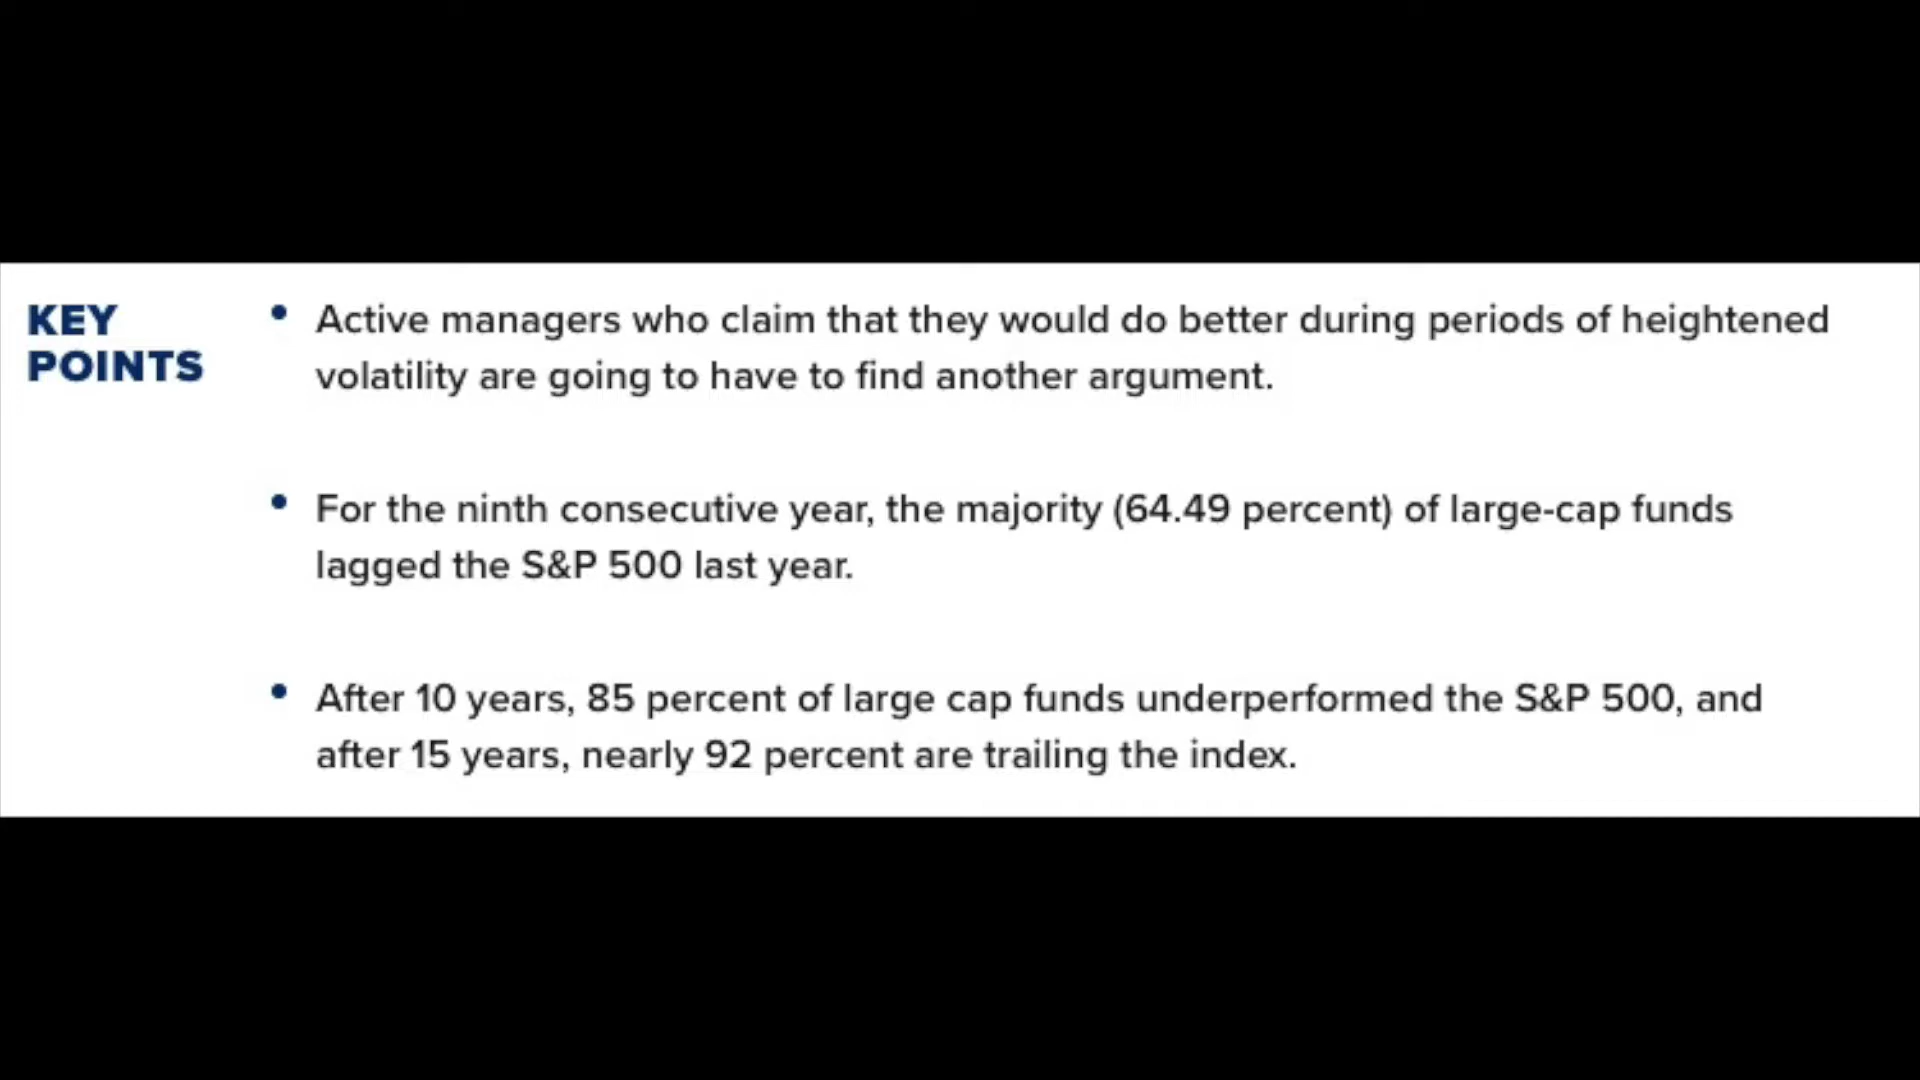 KEY
POINTS
• Active managers who claim that they would do better during periods of heightened
volatility are going to have to find another argument.
• For the ninth consecutive year, the majority (64.49 percent) of large-cap funds
lagged the S&P 500 last year.
• After 10 years, 85 percent of large cap funds underperformed the S&P 500, and
after 15 years, nearly 92 percent are trailing the index.